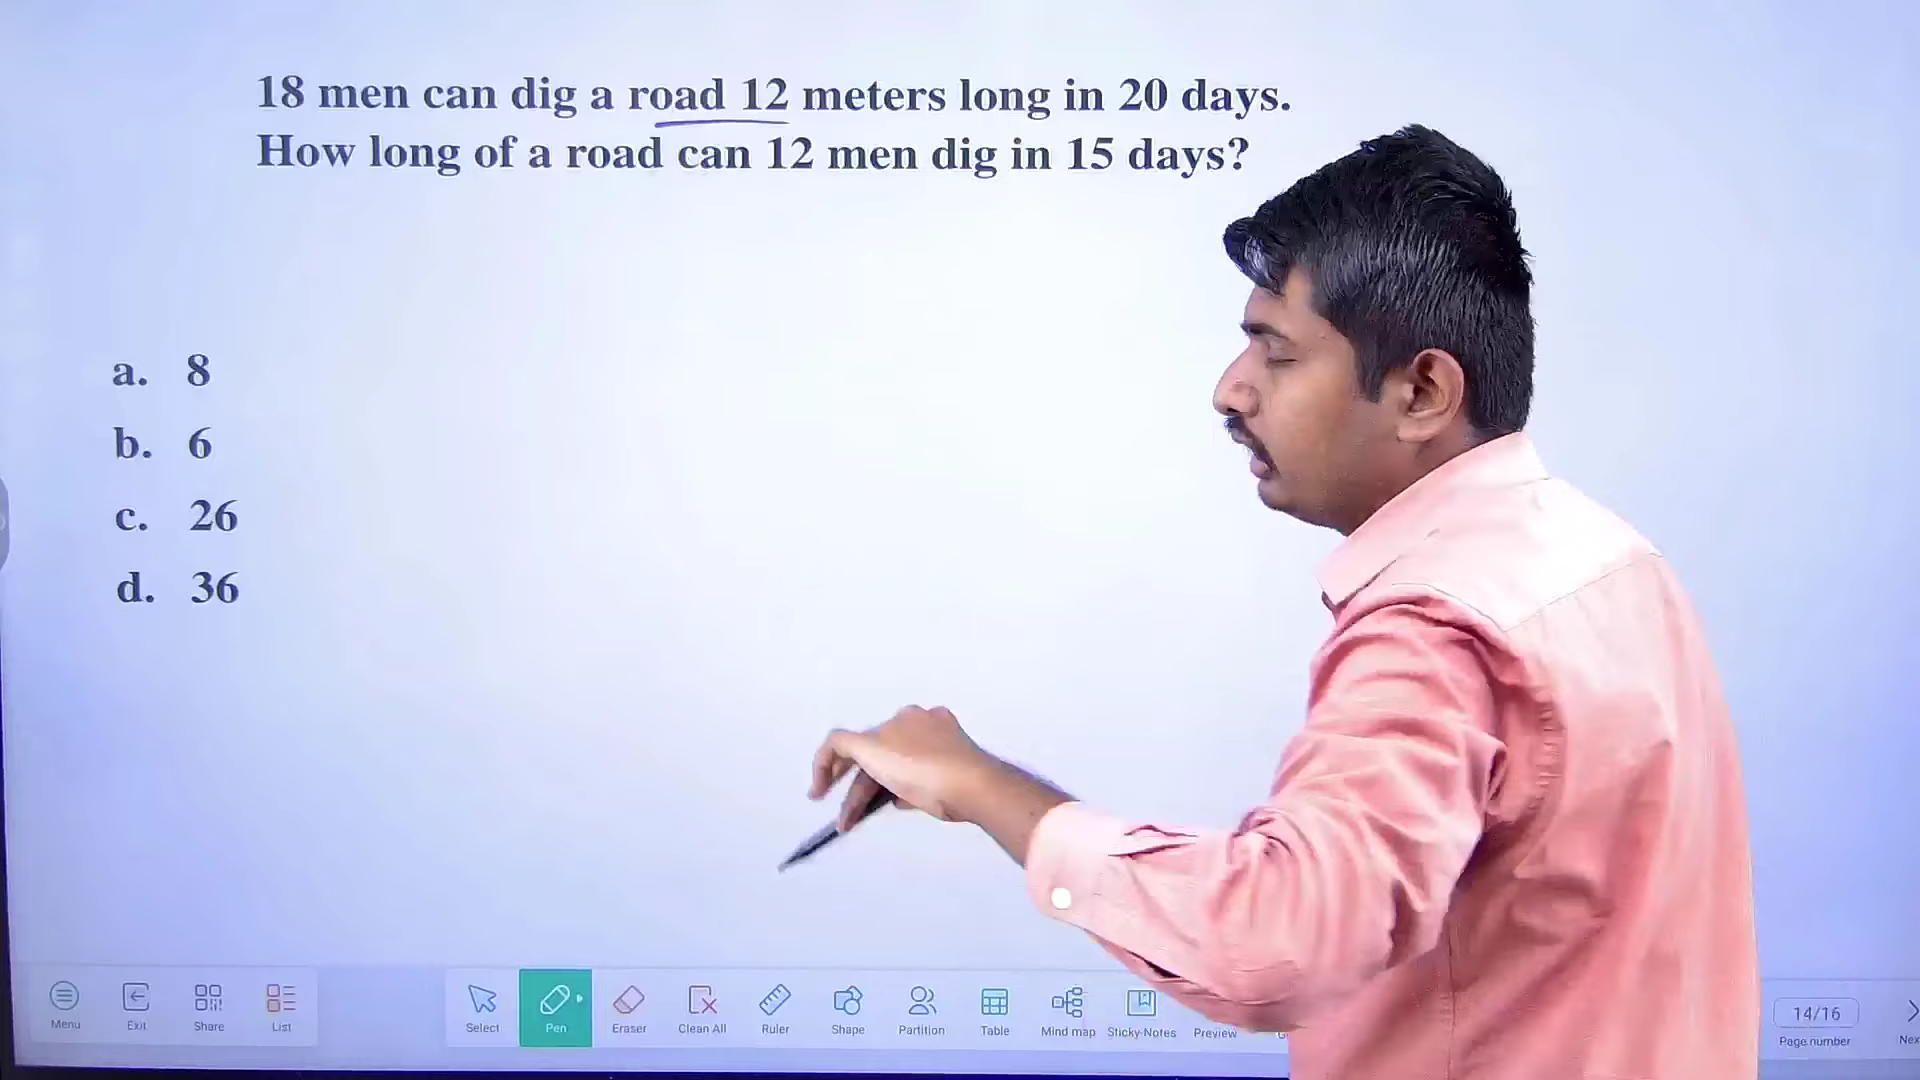 18 men can dig a road 12 meters long in 20 days.
How long of a road can 12 men dig in 15 days?
a. 8
b. 6
c. 26
d. 36
Menu
Exit
Share
List
Select
Pen
Eraser
Clean All
Ruler
Shape
Partition
Table
Mind map
Sticky-Notes
Preview
14/16
Page number